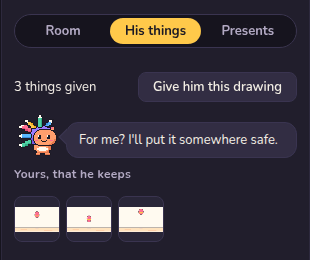 Room
His things
Presents
3 things given
Give him this drawing
For me? I'll put it somewhere safe.
Yours, that he keeps